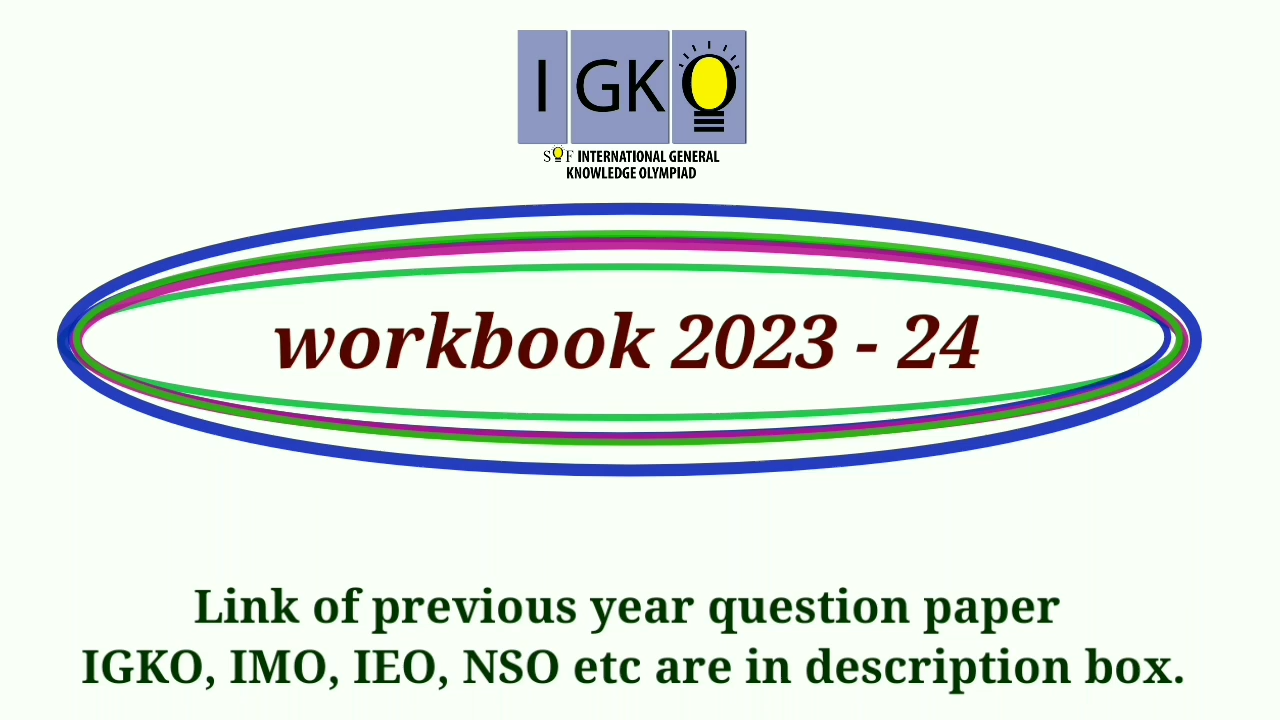 IGKO
SOF INTERNATIONAL GENERAL
KNOWLEDGE OLYMPIAD
workbook 2023 - 24
Link of previous year question paper
IGKO, IMO, IEO, NSO etc are in description box.